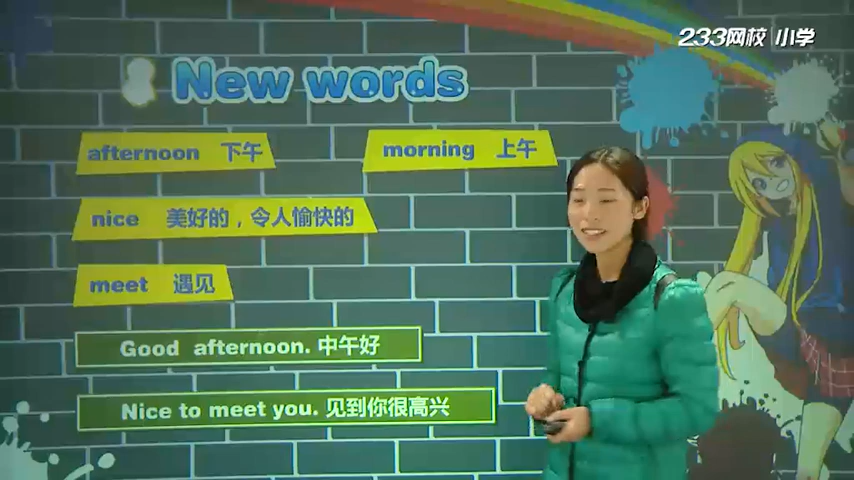 233网校 小学
New words
afternoon 下午
morning 上午
nice 美好的，令人愉快的
meet 遇见
Good afternoon. 中午好
Nice to meet you. 见到你很高兴